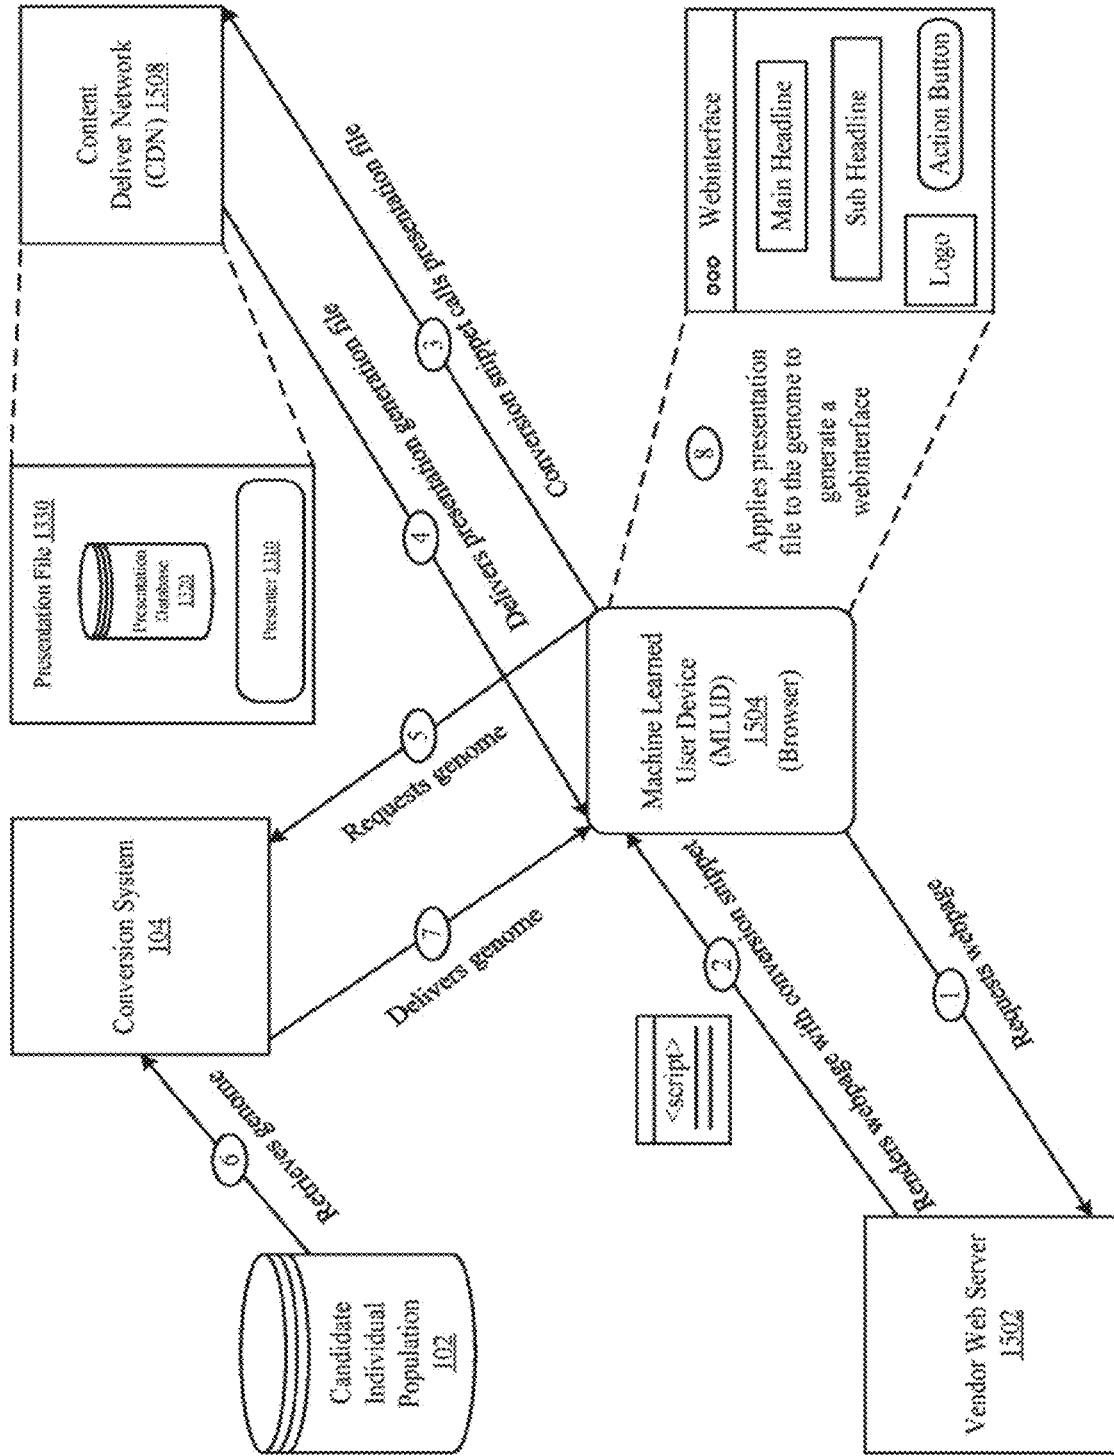 Candidate
Individual
Population
102
6
Retrieves genome
Conversion System
104
5
Requests genome
7
Delivers genome
Presentation File 1330
Presentation
Database
1320
Presenter 1310
Content
Deliver Network
(CDN) 1508
3
Conversion snippet calls presentation file
4
Delivers presentation generation file
Vendor Web Server
1502
1
Requests webpage
2
Renders webpage with conversion snippet
<script>
Machine Learned
User Device
(MLUD)
1504
(Browser)
8
Applies presentation
file to the genome to
generate a
webinterface
Webinterface
Main Headline
Sub Headline
Logo
Action Button